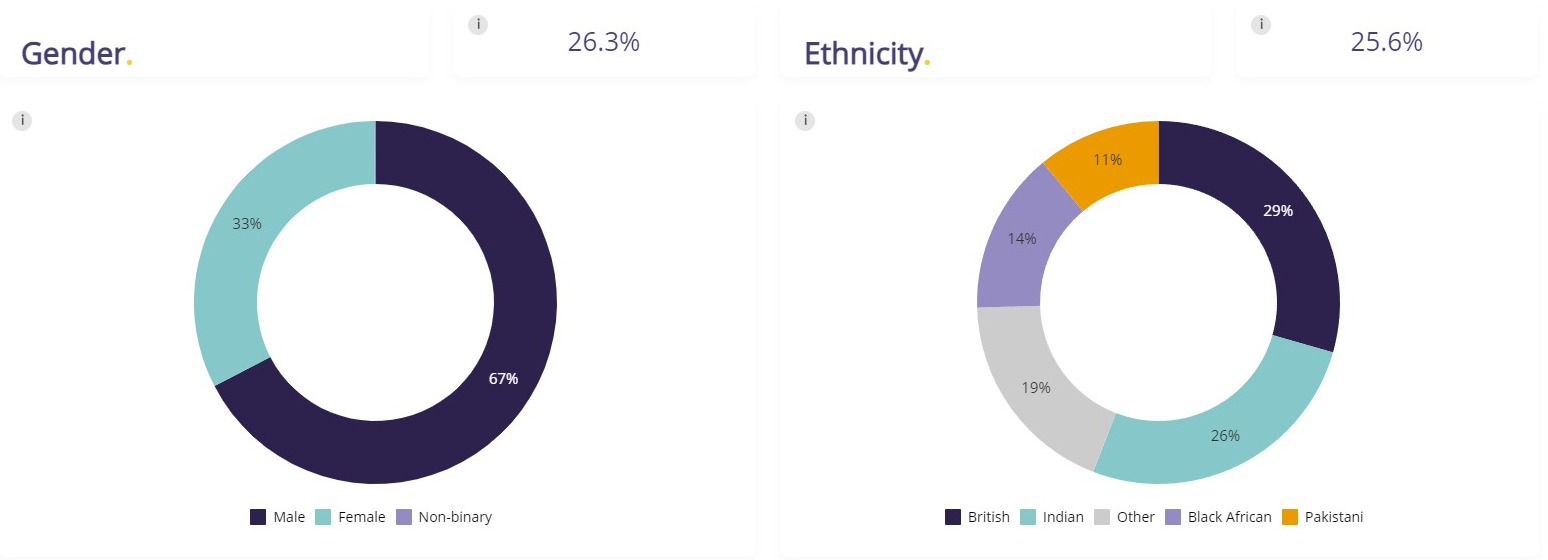 Gender.
i
26.3%
Ethnicity.
i
25.6%
i
33%
67%
Male Female Non-binary
i
11%
29%
14%
19%
26%
British Indian Other Black African Pakistani